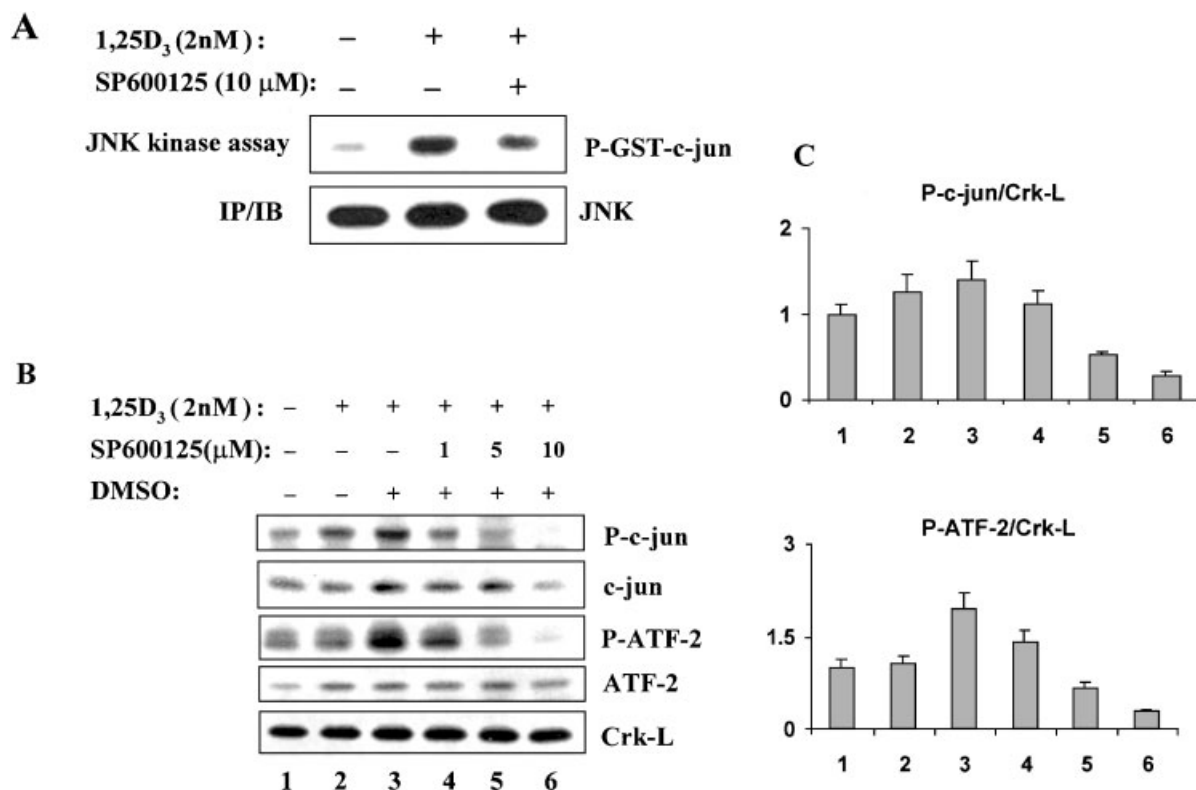 A
1,25D3 (2nM) : – + +
SP600125 (10 μM): – – +
JNK kinase assay P-GST-c-jun
IP/IB JNK
B
1,25D3 (2nM) : – + + + + +
SP600125(μM): – – – 1 5 10
DMSO: – – + + + +
P-c-jun
c-jun
P-ATF-2
ATF-2
Crk-L
1 2 3 4 5 6
C
P-c-jun/Crk-L
2
1
0
1 2 3 4 5 6
P-ATF-2/Crk-L
3
1.5
0
1 2 3 4 5 6